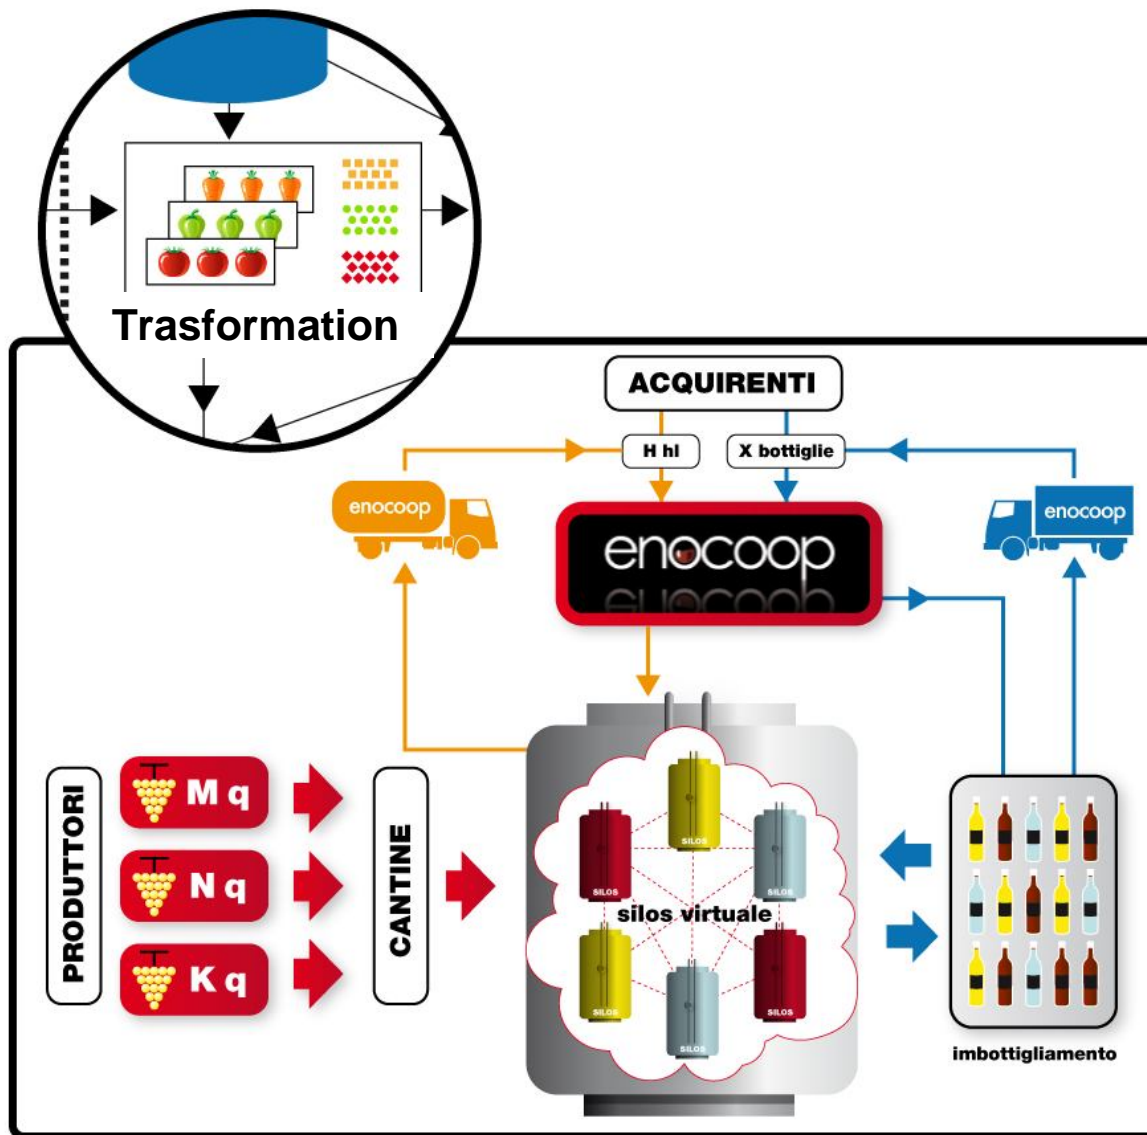 Trasformation
ACQUIRENTI
H hl
X bottiglie
enocoop
enocoop
enocoop
PRODUTTORI
M q
N q
K q
CANTINE
SILOS
SILOS
SILOS
silos virtuale
SILOS
SILOS
SILOS
imbottigliamento